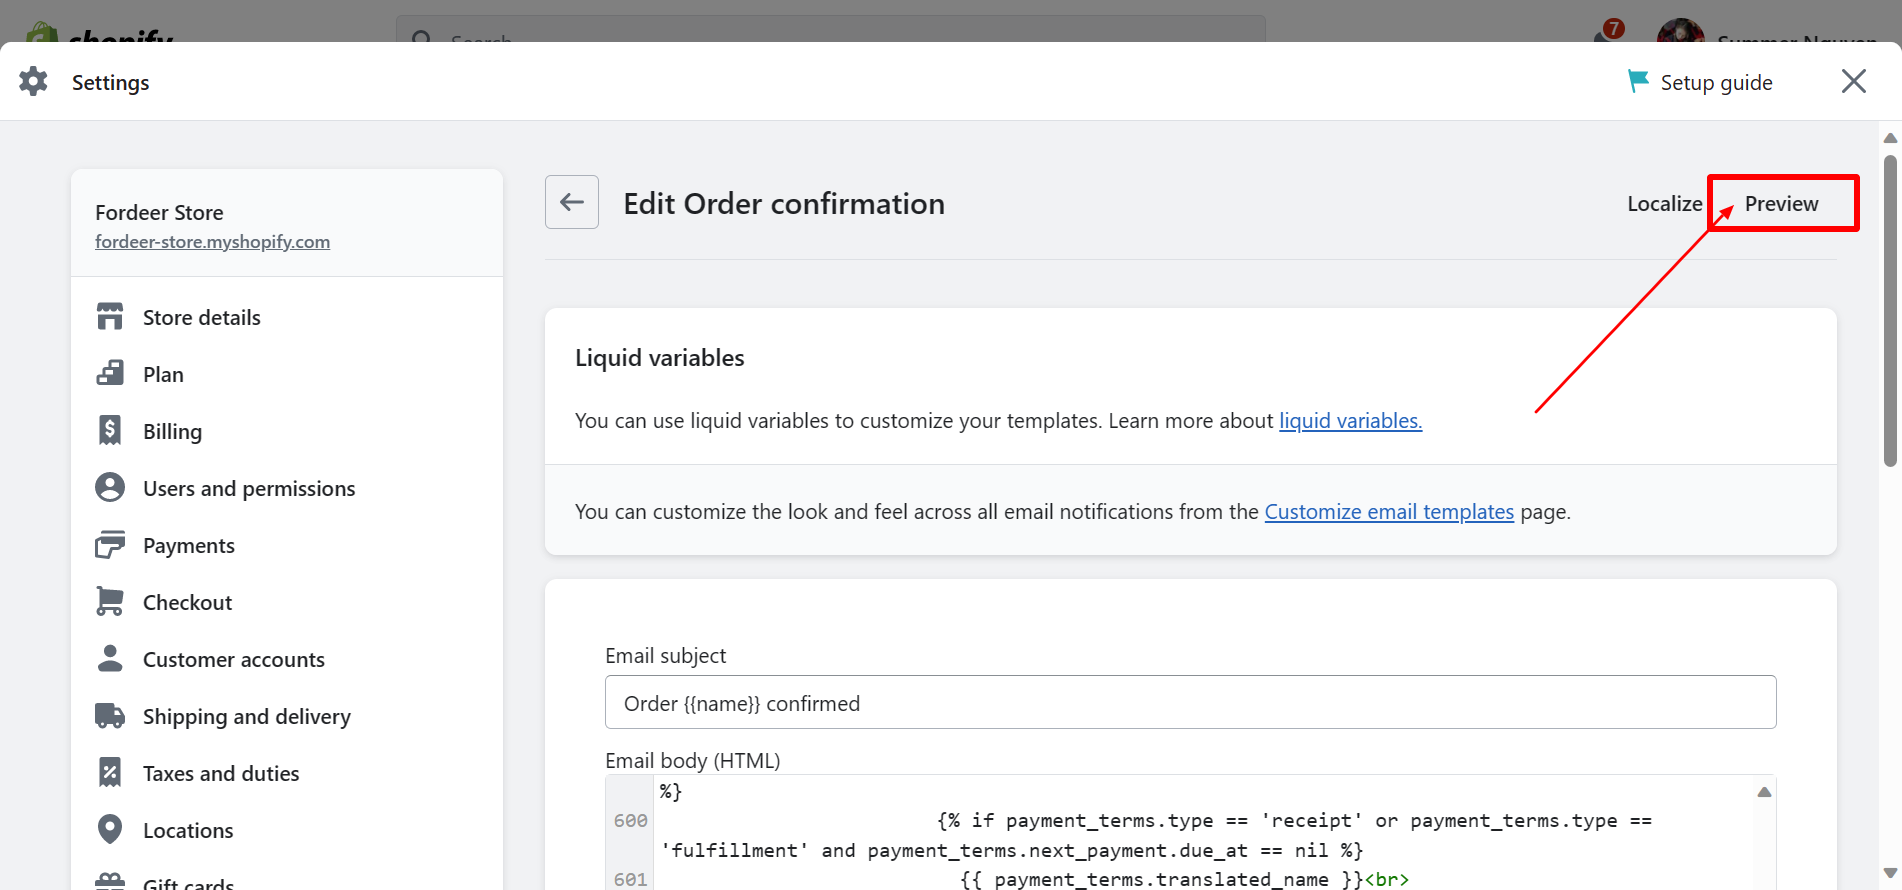 shopify
Search
7
Summer Nguyen
Settings
Setup guide
Fordeer Store
fordeer-store.myshopify.com
Store details
Plan
Billing
Users and permissions
Payments
Checkout
Customer accounts
Shipping and delivery
Taxes and duties
Locations
Gift cards
Edit Order confirmation
Localize
Preview
Liquid variables
You can use liquid variables to customize your templates. Learn more about liquid variables.
You can customize the look and feel across all email notifications from the Customize email templates page.
Email subject
Order {{name}} confirmed
Email body (HTML)
%}
600 {% if payment_terms.type == 'receipt' or payment_terms.type ==
'fulfillment' and payment_terms.next_payment.due_at == nil %}
601 {{ payment_terms.translated_name }}<br>